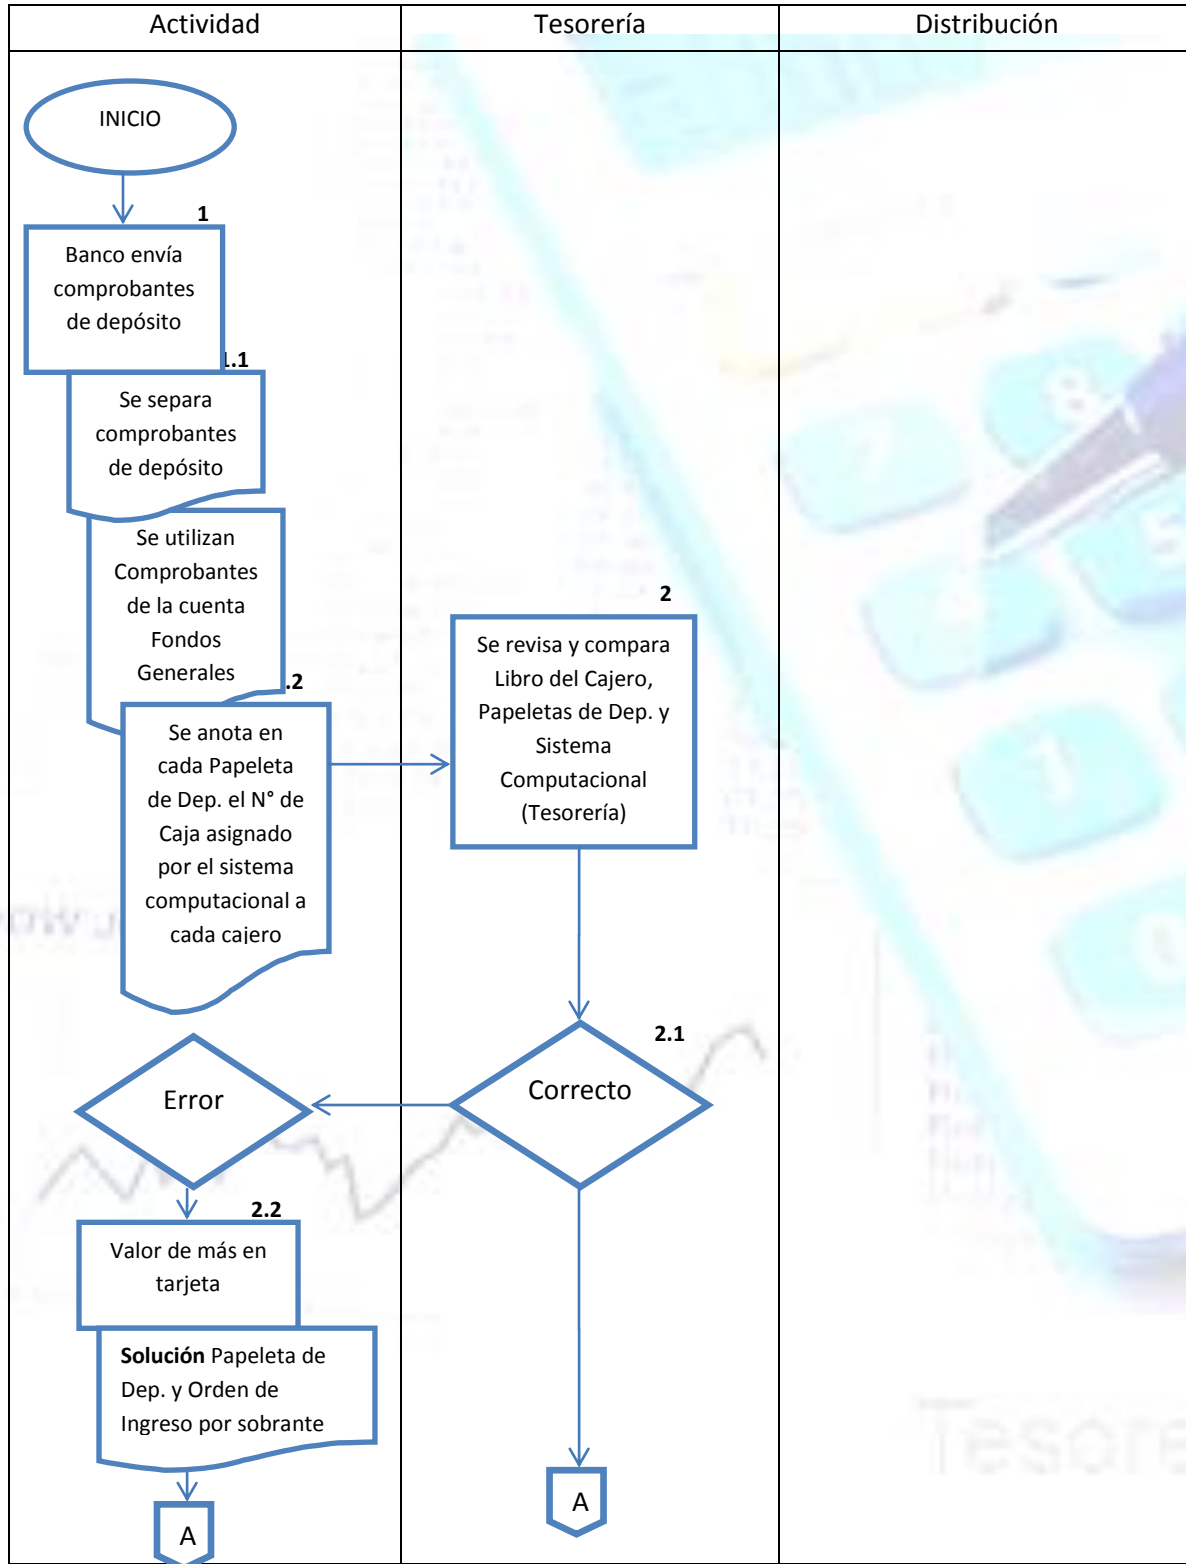 Actividad
Tesorería
Distribución
INICIO
1
Banco envía
comprobantes
de depósito
1.1
Se separa
comprobantes
de depósito
Se utilizan
Comprobantes
de la cuenta
Fondos
Generales
.2
Se anota en
cada Papeleta
de Dep. el N° de
Caja asignado
por el sistema
computacional a
cada cajero
2
Se revisa y compara
Libro del Cajero,
Papeletas de Dep. y
Sistema
Computacional
(Tesorería)
2.1
Correcto
Error
2.2
Valor de más en
tarjeta
Solución Papeleta de
Dep. y Orden de
Ingreso por sobrante
A
A
Tesore